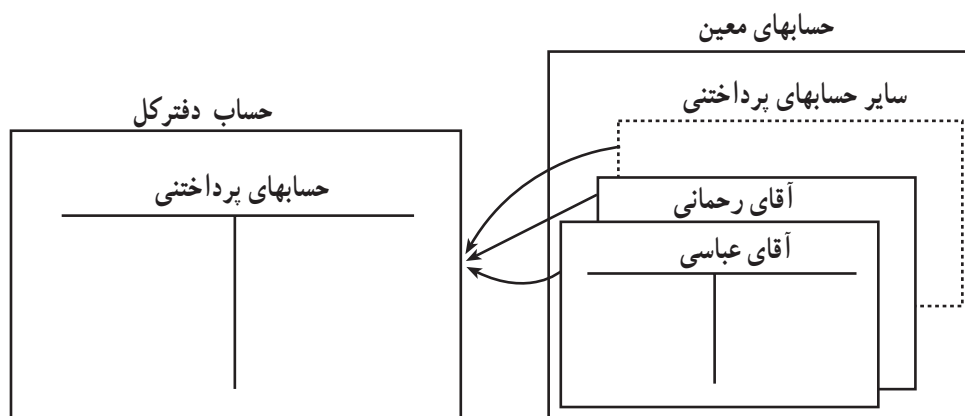 حسابهای معین
سایر حسابهای پرداختنی
آقای رحمانی
آقای عباسی
حساب دفترکل
حسابهای پرداختنی